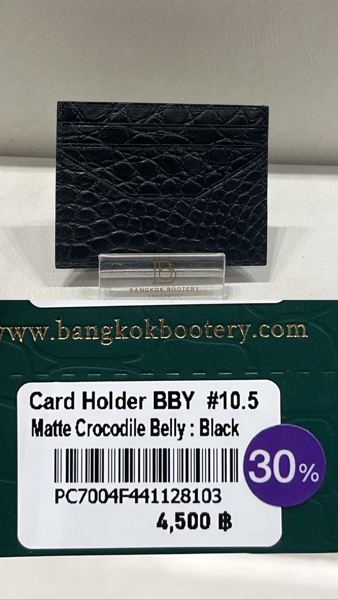 B
BANGKOK BOOTERY
www.bangkokbootery.com
Card Holder BBY #10.5
Matte Crocodile Belly : Black
30%
PC7004F441128103
4,500 ฿